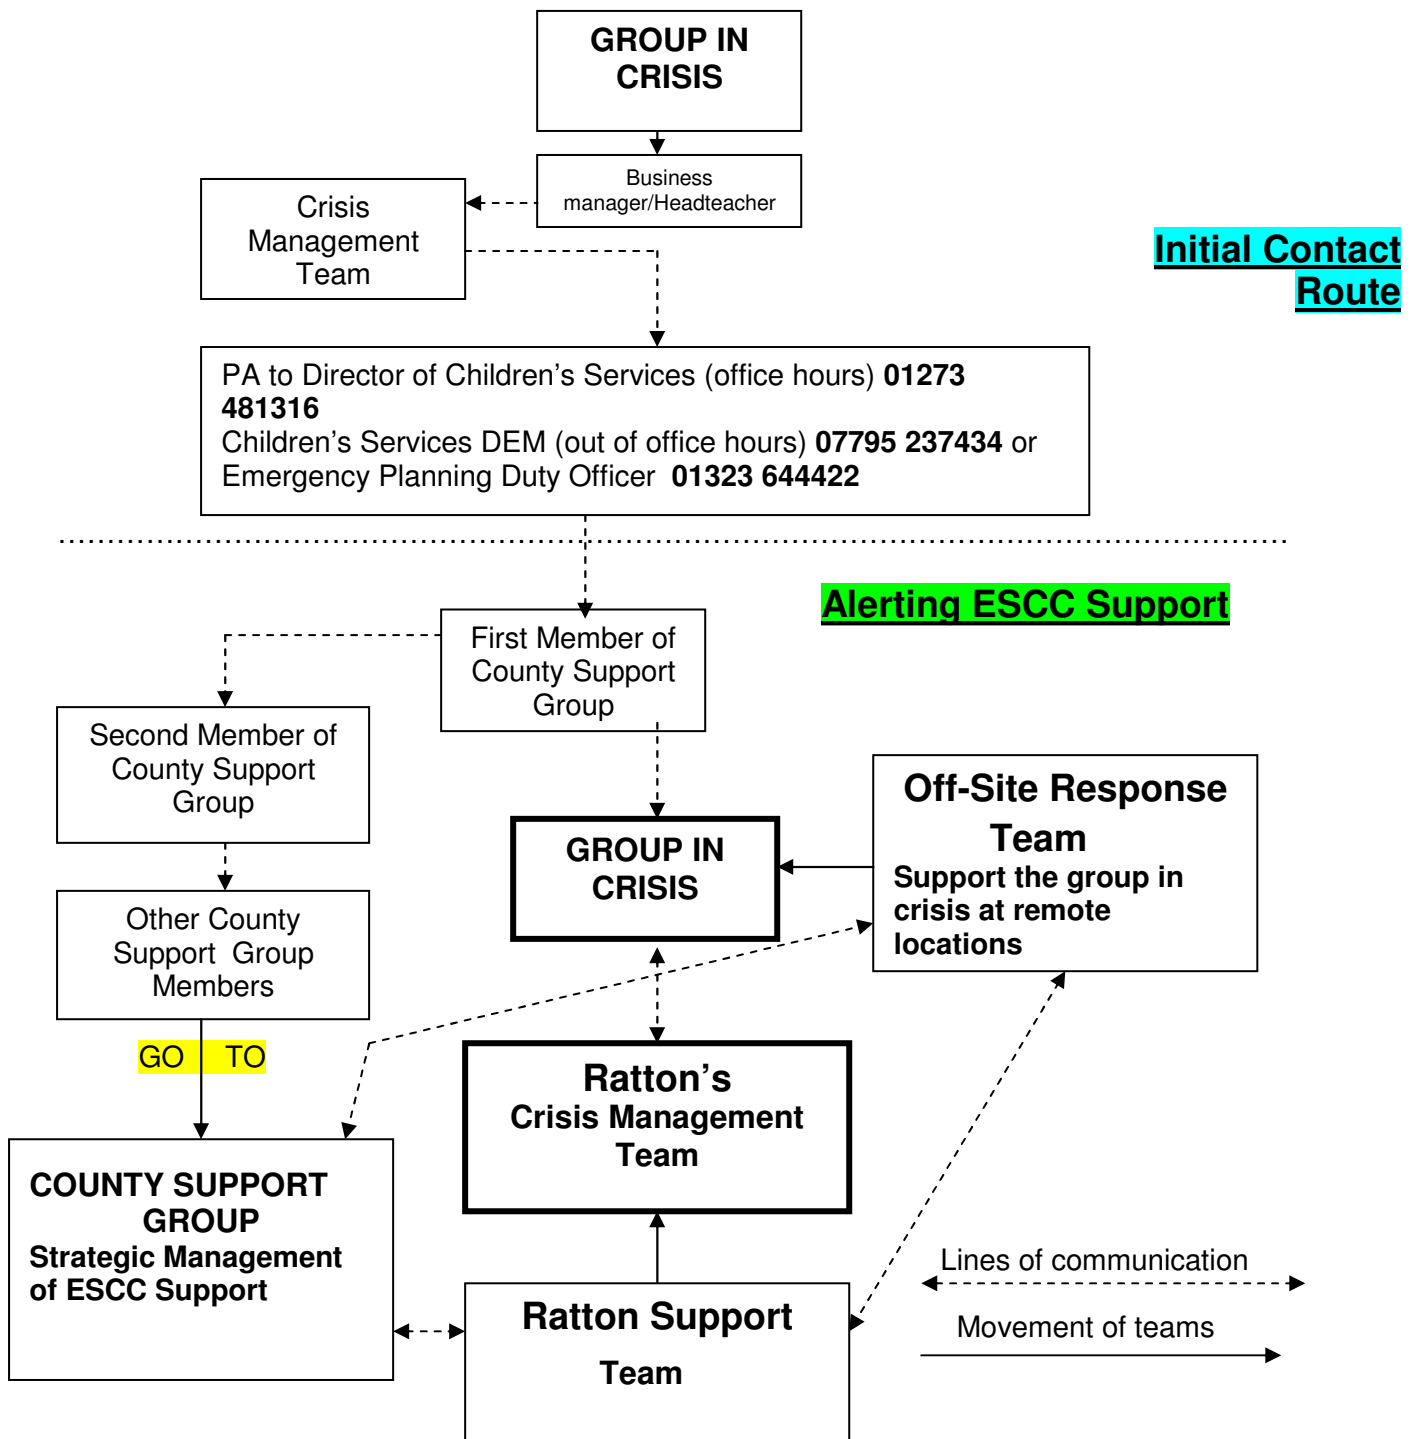 GROUP IN
CRISIS
Business
manager/Headteacher
Crisis
Management
Team
Initial Contact
Route
PA to Director of Children's Services (office hours) 01273
481316
Children's Services DEM (out of office hours) 07795 237434 or
Emergency Planning Duty Officer 01323 644422
Alerting ESCC Support
First Member of
County Support
Group
Second Member of
County Support
Group
Off-Site Response
Team
Support the group in
crisis at remote
locations
GROUP IN
CRISIS
Other County
Support Group
Members
GO TO
Ratton's
Crisis Management
Team
COUNTY SUPPORT
GROUP
Strategic Management
of ESCC Support
Lines of communication
Movement of teams
Ratton Support
Team